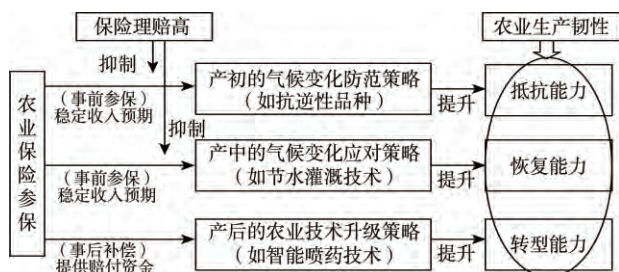 保险理赔高
农业生产韧性
抑制
农业保险参保
（事前参保）
稳定收入预期
产初的气候变化防范策略
（如抗逆性品种）
提升
抵抗能力
抑制
（事前参保）
稳定收入预期
产中的气候变化应对策略
（如节水灌溉技术）
提升
恢复能力
（事后补偿）
提供赔付资金
产后的农业技术升级策略
（如智能喷药技术）
提升
转型能力